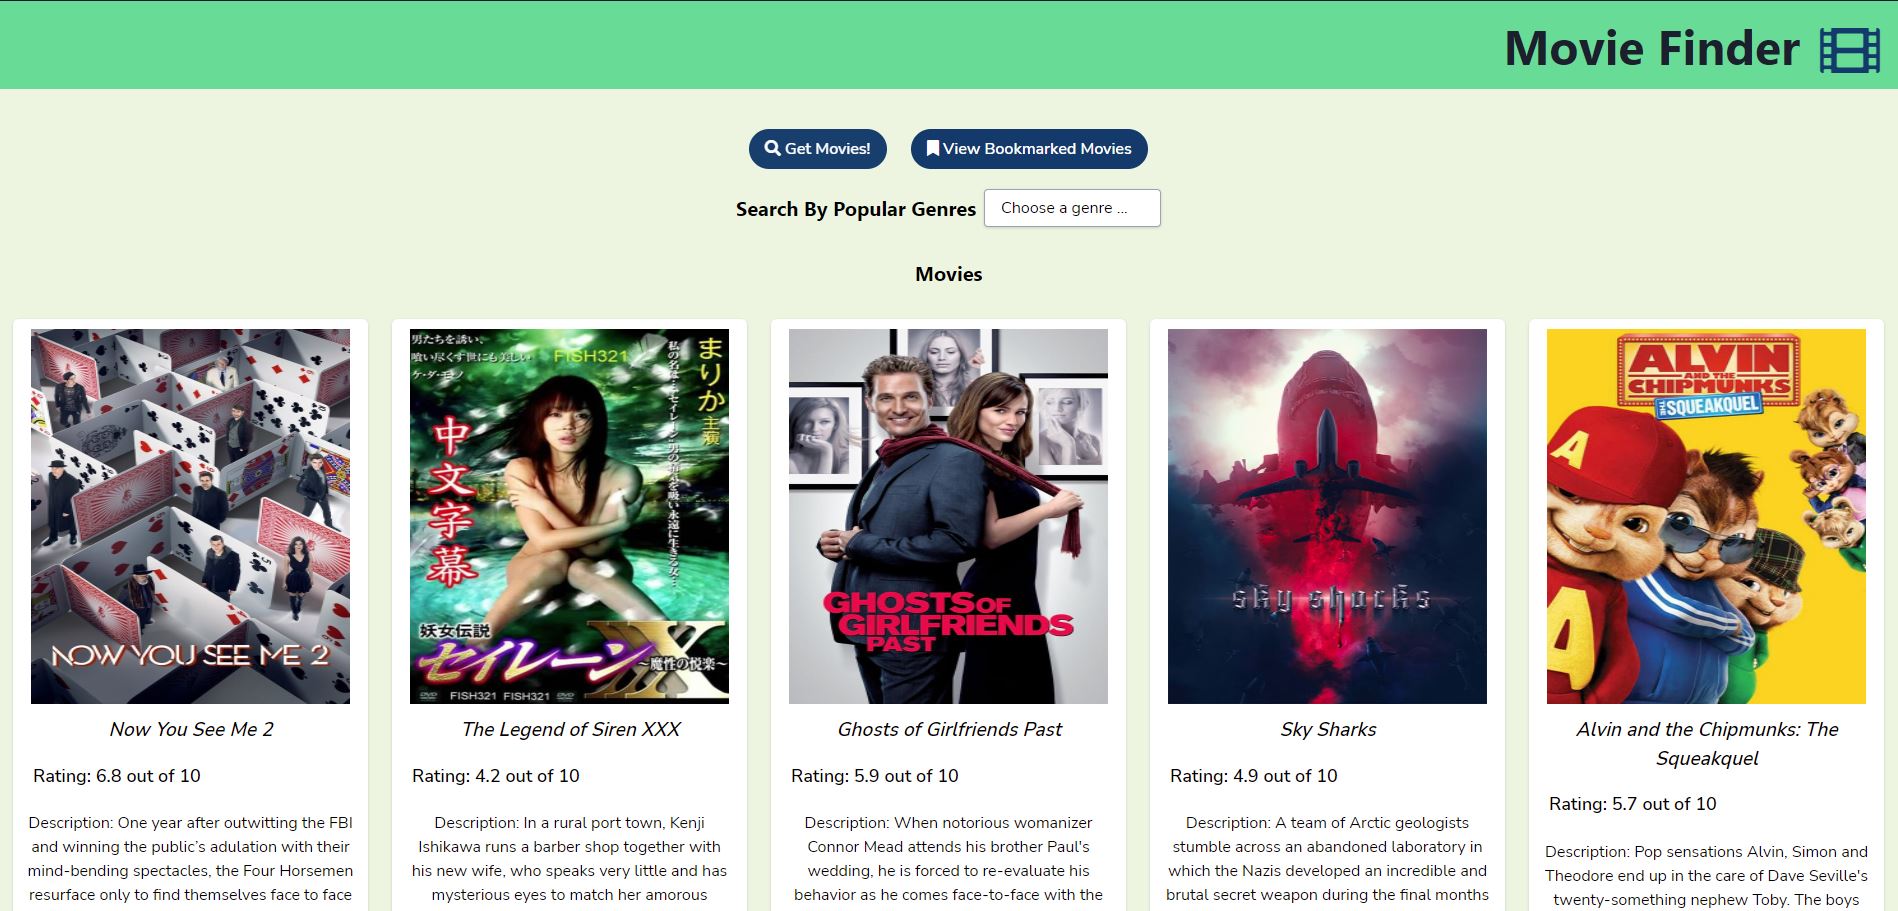 Movie Finder
Get Movies!
View Bookmarked Movies
Search By Popular Genres
Choose a genre ...
Movies
NOW YOU SEE ME 2
Now You See Me 2
Rating: 6.8 out of 10
Description: One year after outwitting the FBI
and winning the public’s adulation with their
mind-bending spectacles, the Four Horsemen
resurface only to find themselves face to face
男たちを誘い、
喰い尽くす世にも美しい
ケ・ダ・モ・ノ
FISH321
まりか主演
中文字幕
妖女伝説
セイレーンXXX
~魔性の悦楽~
DVD FISH321 FISH321 DVD
The Legend of Siren XXX
Rating: 4.2 out of 10
Description: In a rural port town, Kenji
Ishikawa runs a barber shop together with
his new wife, who speaks very little and has
mysterious eyes to match her amorous
GHOSTS OF
GIRLFRIENDS
PAST
Ghosts of Girlfriends Past
Rating: 5.9 out of 10
Description: When notorious womanizer
Connor Mead attends his brother Paul's
wedding, he is forced to re-evaluate his
behavior as he comes face-to-face with the
sky sharks
Sky Sharks
Rating: 4.9 out of 10
Description: A team of Arctic geologists
stumble across an abandoned laboratory in
which the Nazis developed an incredible and
brutal secret weapon during the final months
ALVIN
AND THE
CHIPMUNKS
THE SQUEAKQUEL
A
A
Alvin and the Chipmunks: The
Squeakquel
Rating: 5.7 out of 10
Description: Pop sensations Alvin, Simon and
Theodore end up in the care of Dave Seville's
twenty-something nephew Toby. The boys